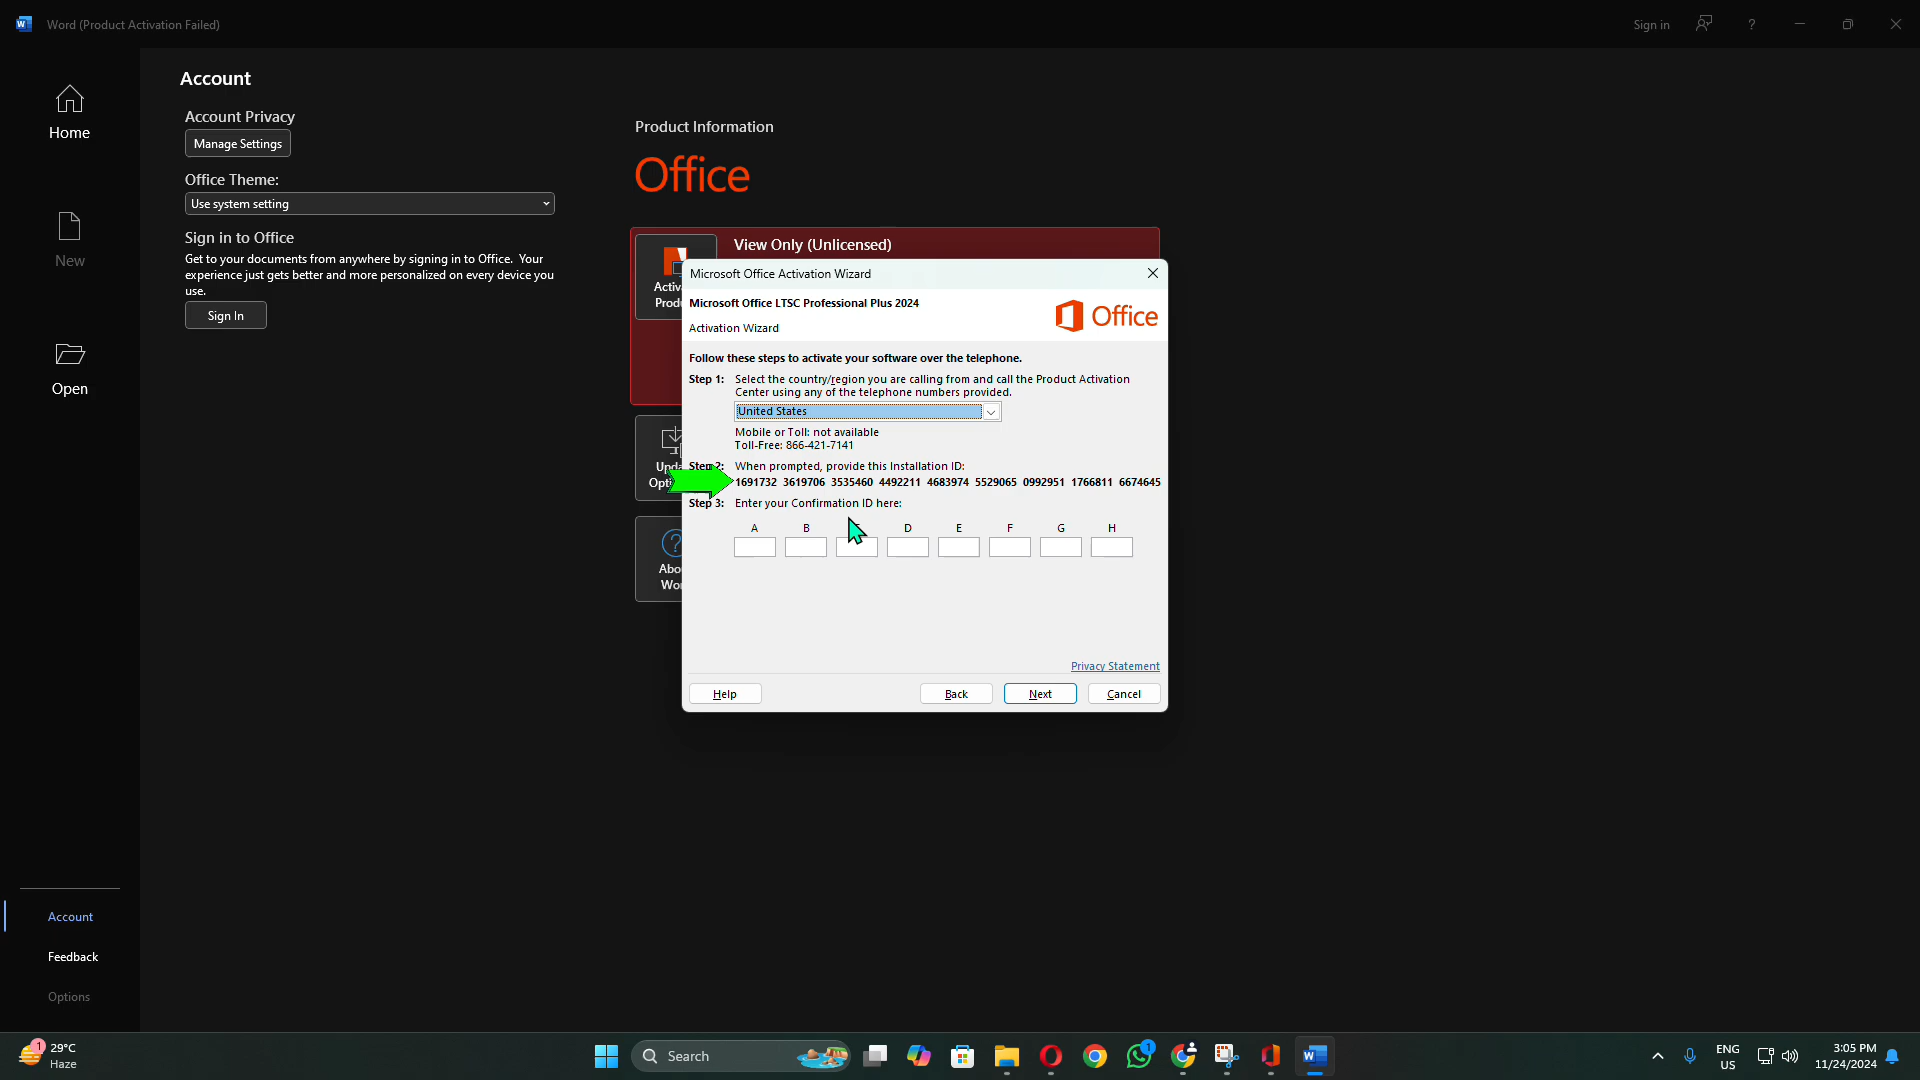 Word (Product Activation Failed)
Sign in
?
Account
Account Privacy
Manage Settings
Office Theme:
Use system setting
Sign in to Office
Get to your documents from anywhere by signing in to Office. Your
experience just gets better and more personalized on every device you
use.
Sign In
Home
New
Open
Account
Feedback
Options
Product Information
Office
View Only (Unlicensed)
Microsoft Office Activation Wizard
Microsoft Office LTSC Professional Plus 2024
Activation Wizard
Office
Follow these steps to activate your software over the telephone.
Step 1: Select the country/region you are calling from and call the Product Activation
Center using any of the telephone numbers provided.
United States
Mobile or Toll: not available
Toll-Free: 866-421-7141
Step 2: When prompted, provide this Installation ID:
1691732 3619706 3535460 4492211 4683974 5529065 0992951 1766811 6674645
Step 3: Enter your Confirmation ID here:
A B D E F G H
Privacy Statement
Help Back Next Cancel
1
29°C
Haze
Search
1
ENG
US
3:05 PM
11/24/2024